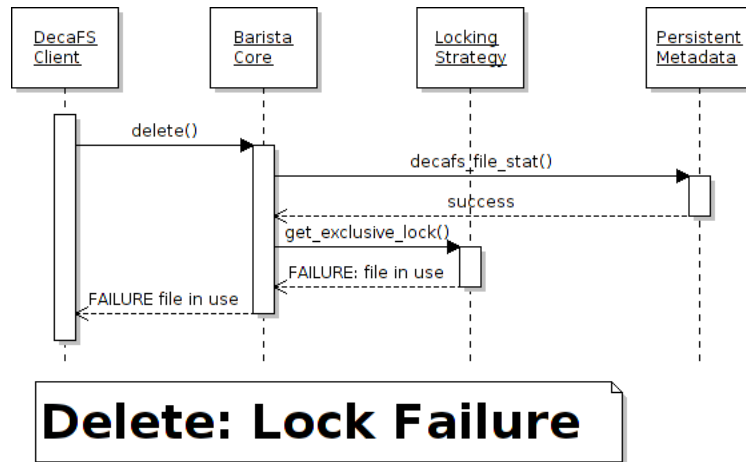 DecaFS
Client
Barista
Core
Locking
Strategy
Persistent
Metadata
delete()
decafs_file_stat()
success
get_exclusive_lock()
FAILURE: file in use
FAILURE file in use
Delete: Lock Failure